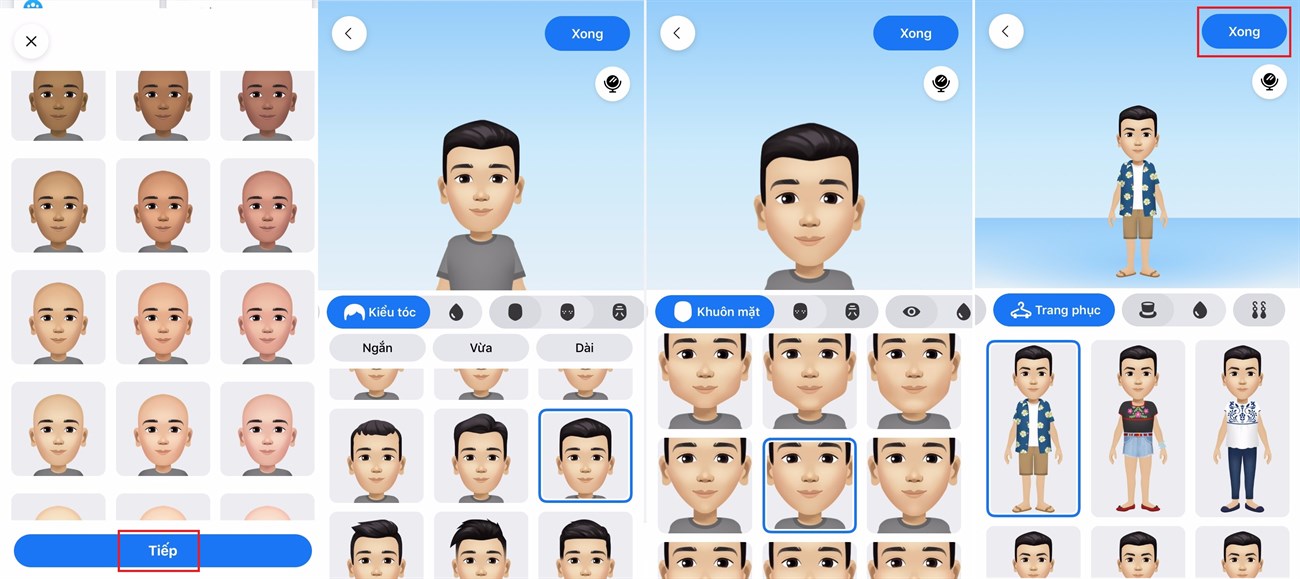 Tiếp
Xong
Kiểu tóc
Ngắn
Vừa
Dài
Xong
Khuôn mặt
Xong
Trang phục